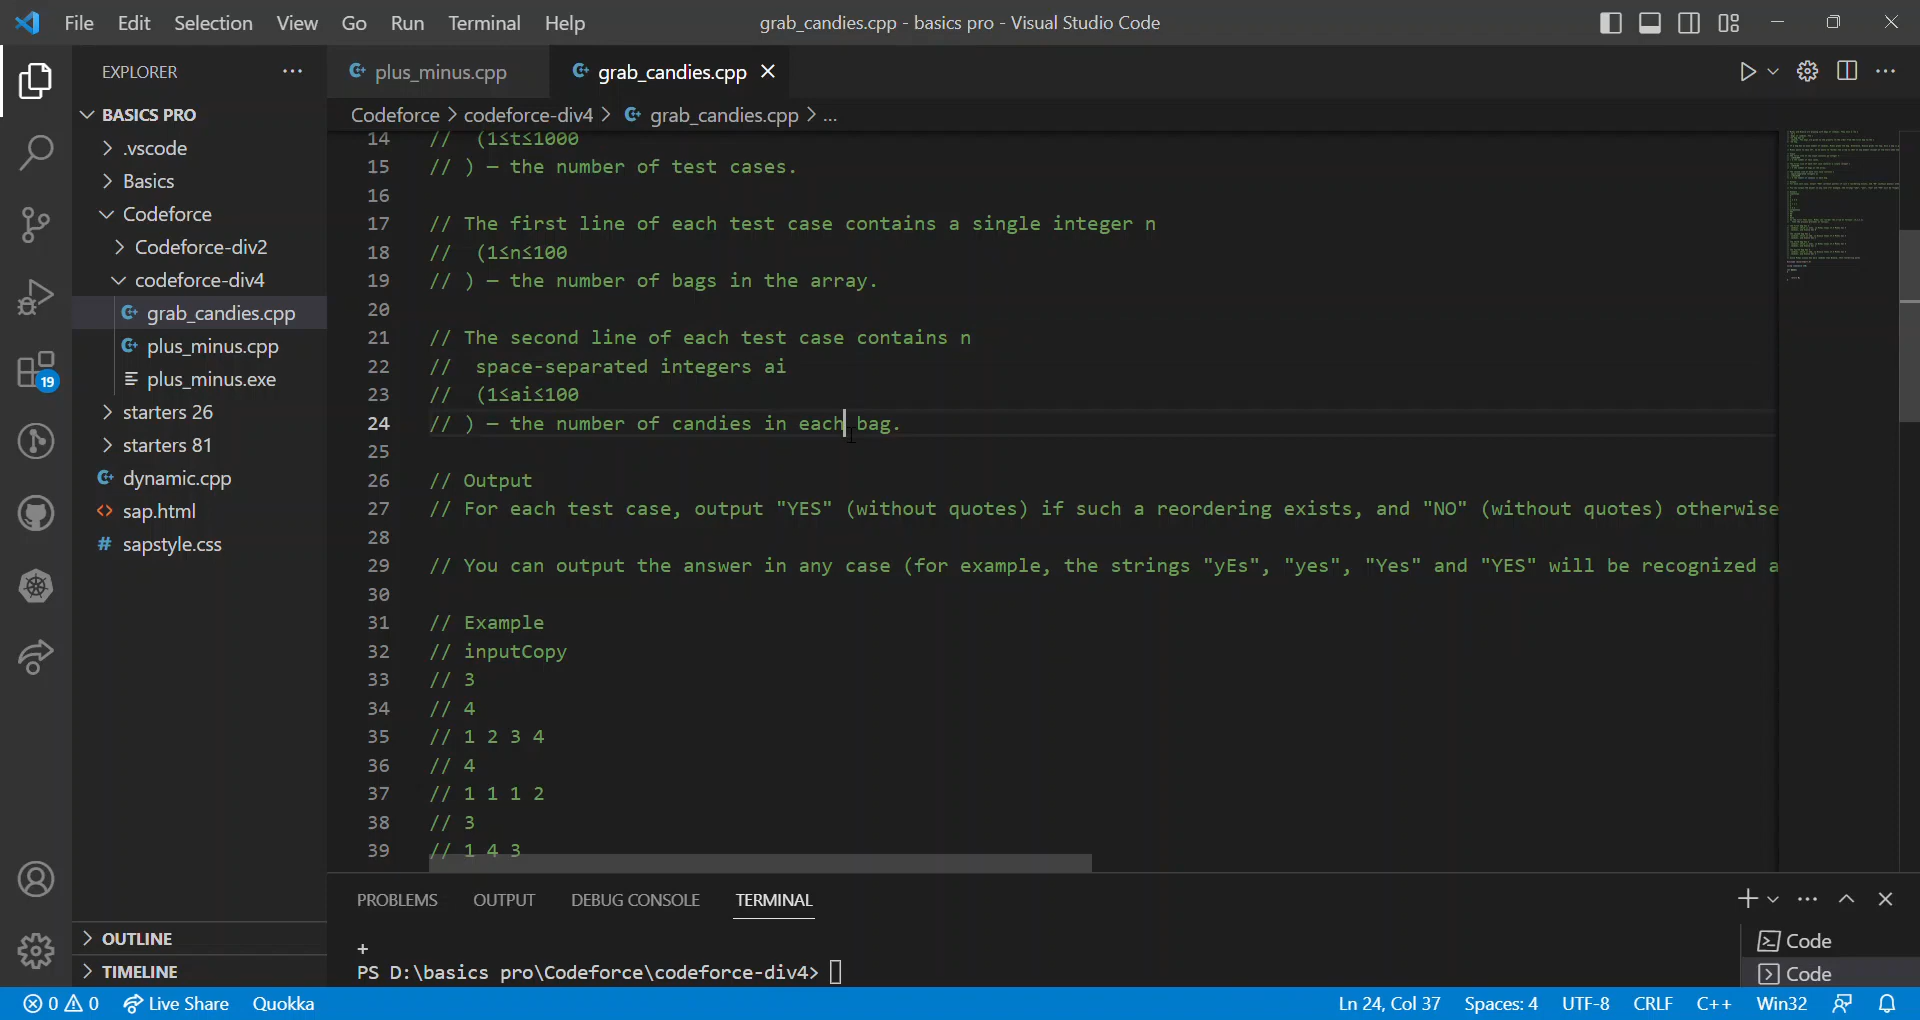 File Edit Selection View Go Run Terminal Help
grab_candies.cpp - basics pro - Visual Studio Code
EXPLORER
plus_minus.cpp
grab_candies.cpp
BASICS PRO
.vscode
Basics
Codeforce
Codeforce-div2
codeforce-div4
grab_candies.cpp
plus_minus.cpp
plus_minus.exe
starters 26
starters 81
dynamic.cpp
sap.html
sapstyle.css
OUTLINE
TIMELINE
19
Codeforce > codeforce-div4 > grab_candies.cpp > ...
14 // (1≤t≤1000
15 // ) — the number of test cases.
16
17 // The first line of each test case contains a single integer n
18 // (1≤n≤100
19 // ) — the number of bags in the array.
20
21 // The second line of each test case contains n
22 // space-separated integers ai
23 // (1≤ai≤100
24 // ) — the number of candies in each bag.
25
26 // Output
27 // For each test case, output "YES" (without quotes) if such a reordering exists, and "NO" (without quotes) otherwise
28
29 // You can output the answer in any case (for example, the strings "yEs", "yes", "Yes" and "YES" will be recognized a
30
31 // Example
32 // inputCopy
33 // 3
34 // 4
35 // 1 2 3 4
36 // 4
37 // 1 1 1 2
38 // 3
39 // 1 4 3
PROBLEMS OUTPUT DEBUG CONSOLE TERMINAL
+
PS D:\basics pro\Codeforce\codeforce-div4>
Code
Code
0 0 Live Share Quokka
Ln 24, Col 37 Spaces: 4 UTF-8 CRLF C++ Win32